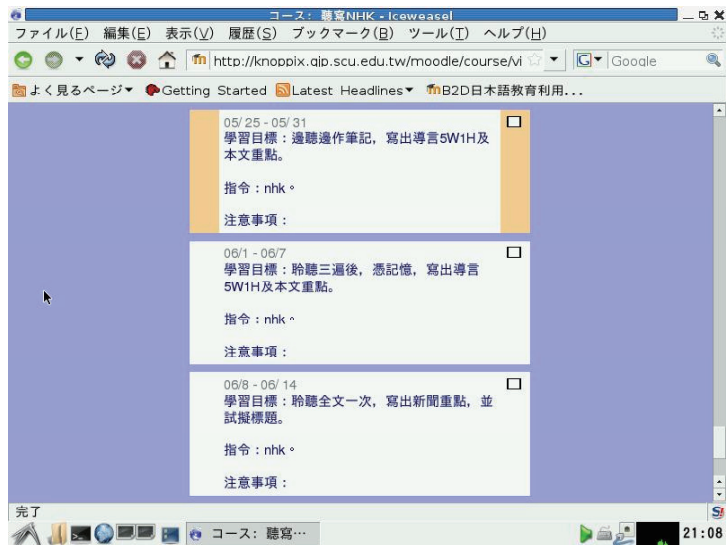 コース: 聽寫NHK - Iceweasel
ファイル(F) 編集(E) 表示(V) 履歴(S) ブックマーク(B) ツール(T) ヘルプ(H)
http://knoppix.qjp.scu.edu.tw/moodle/course/vi Google
よく見るページ Getting Started Latest Headlines B2D日本語教育利用...
05/ 25 - 05/ 31
學習目標：邊聽邊作筆記，寫出導言5W1H及
本文重點。
指令：nhk。
注意事項：
06/1 - 06/7
學習目標：聆聽三遍後，憑記憶，寫出導言
5W1H及本文重點。
指令：nhk。
注意事項：
06/8 - 06/ 14
學習目標：聆聽全文一次，寫出新聞重點，並
試擬標題。
指令：nhk。
注意事項：
完了
コース: 聽寫…
21:08